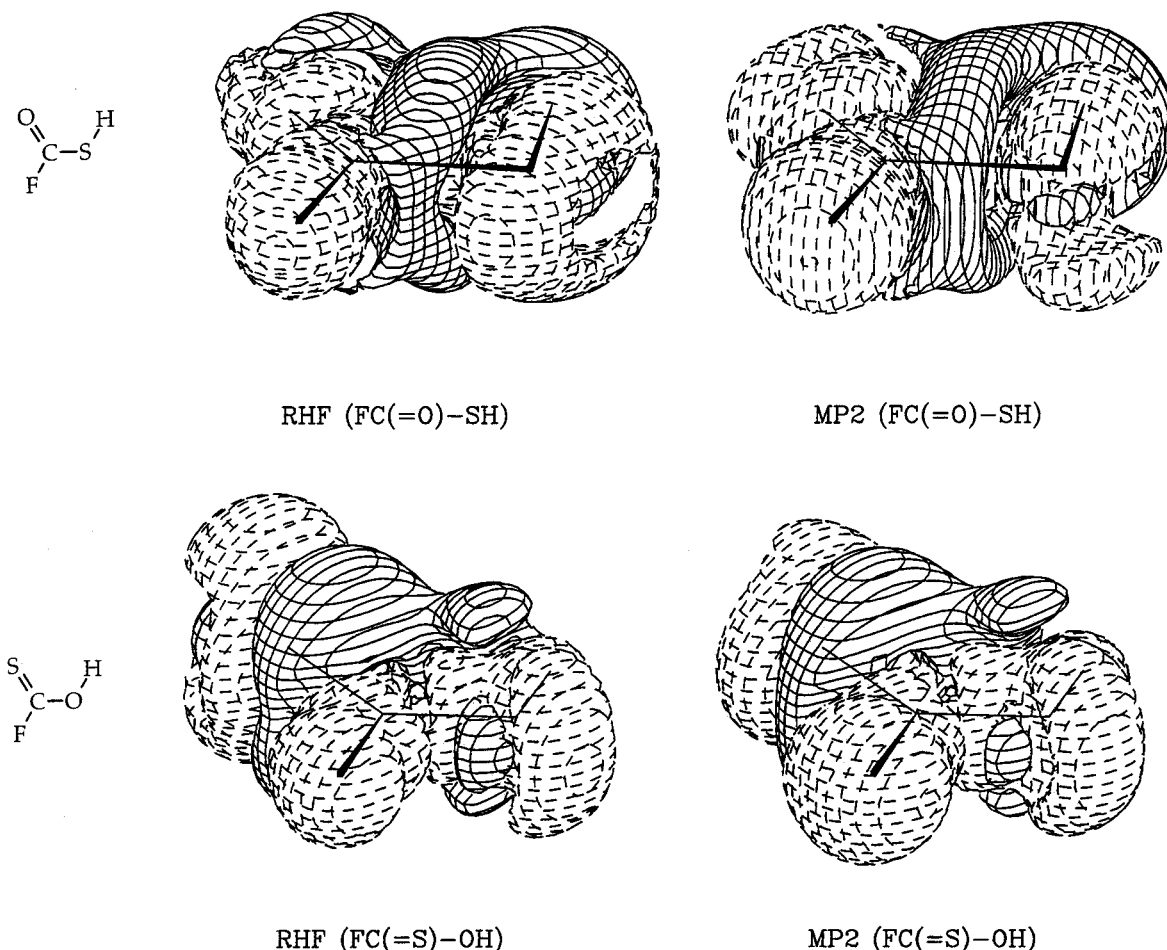 O
H
C
S
F
RHF (FC(=O)-SH)
MP2 (FC(=O)-SH)
S
H
C
O
F
RHF (FC(=S)-OH)
MP2 (FC(=S)-OH)